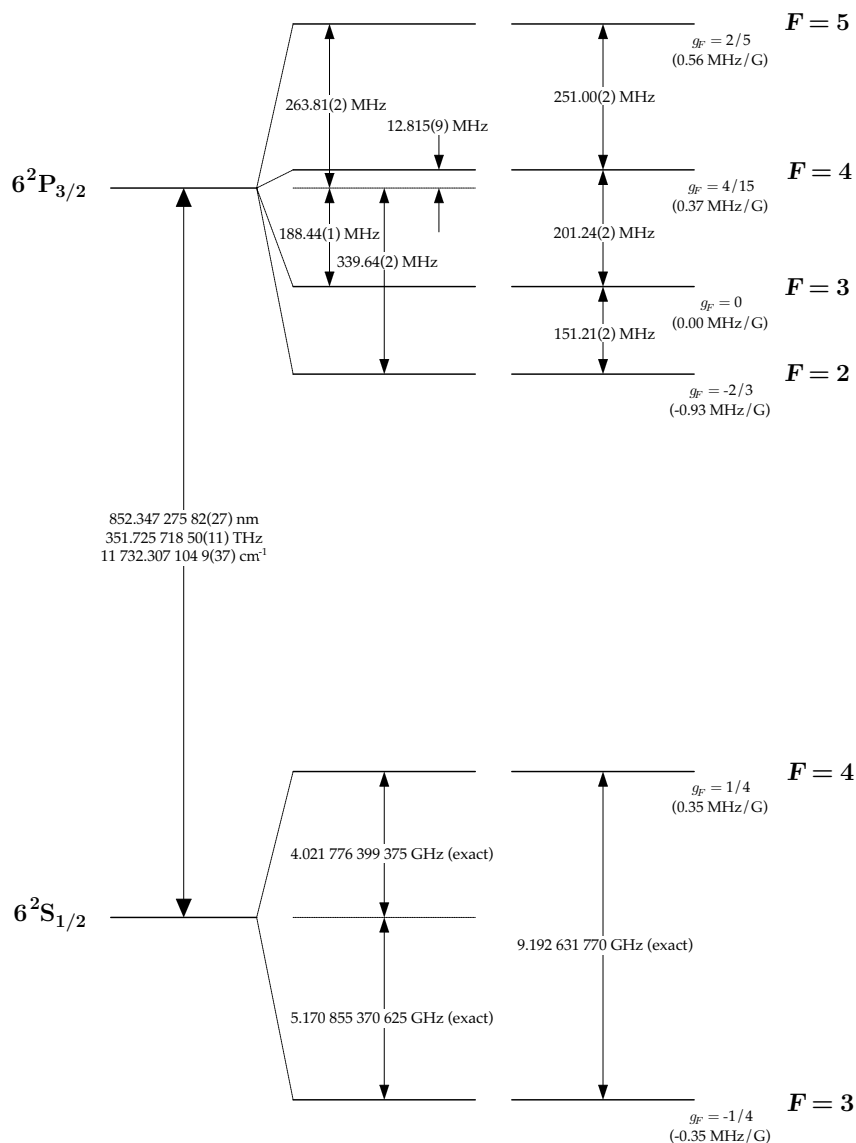 F = 5
g_F = 2/5
(0.56 MHz/G)
263.81(2) MHz
251.00(2) MHz
12.815(9) MHz
6²P₃/₂
F = 4
g_F = 4/15
(0.37 MHz/G)
188.44(1) MHz
201.24(2) MHz
339.64(2) MHz
F = 3
g_F = 0
(0.00 MHz/G)
151.21(2) MHz
F = 2
g_F = -2/3
(-0.93 MHz/G)
852.347 275 82(27) nm
351.725 718 50(11) THz
11 732.307 104 9(37) cm⁻¹
F = 4
g_F = 1/4
(0.35 MHz/G)
4.021 776 399 375 GHz (exact)
6²S₁/₂
9.192 631 770 GHz (exact)
5.170 855 370 625 GHz (exact)
F = 3
g_F = -1/4
(-0.35 MHz/G)